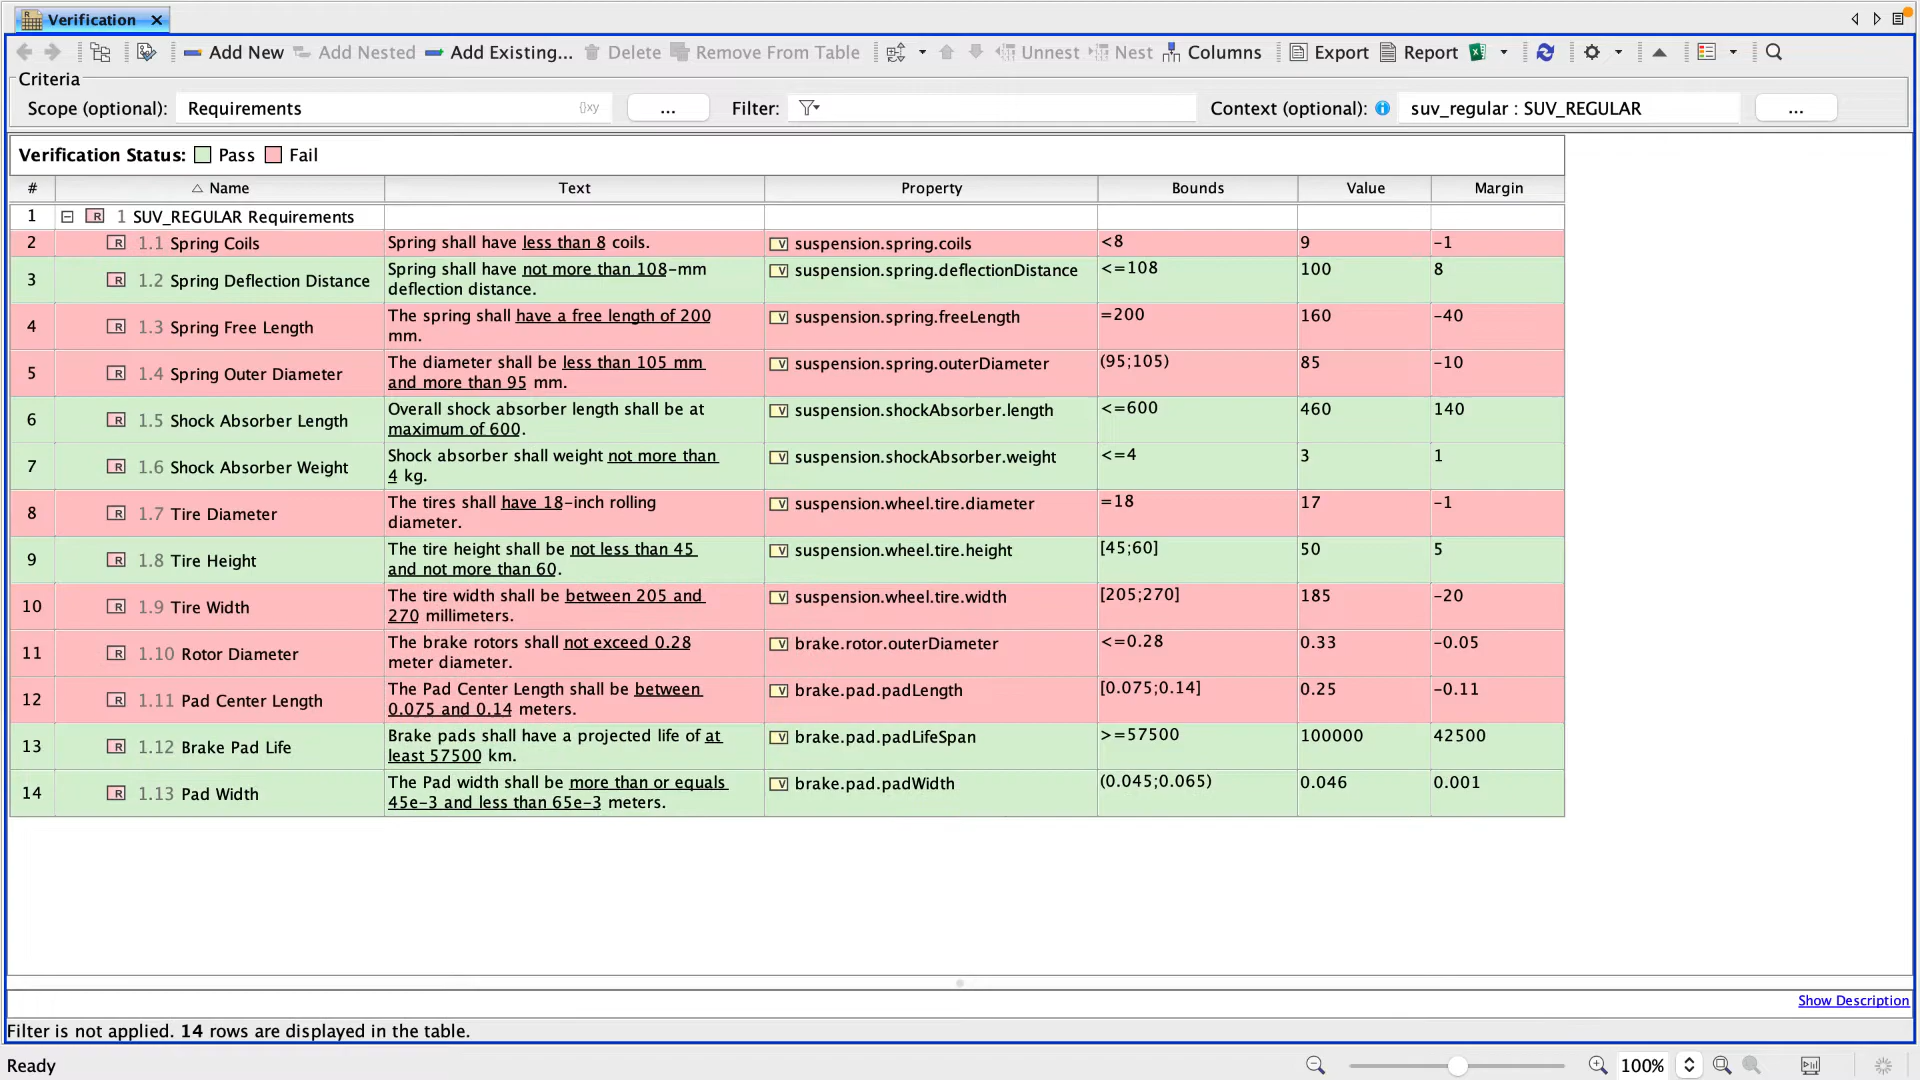 Verification
Add New Add Nested Add Existing... Delete Remove From Table Unnest Nest Columns Export Report
Criteria
Scope (optional): Requirements {}xy ... Filter: Context (optional): suv_regular : SUV_REGULAR ...
Verification Status: Pass Fail
# Name Text Property Bounds Value Margin
1 R 1 SUV_REGULAR Requirements
2 R 1.1 Spring Coils Spring shall have less than 8 coils. V suspension.spring.coils <8 9 -1
3 R 1.2 Spring Deflection Distance Spring shall have not more than 108-mm V suspension.spring.deflectionDistance <=108 100 8
deflection distance.
4 R 1.3 Spring Free Length The spring shall have a free length of 200 V suspension.spring.freeLength =200 160 -40
mm.
5 R 1.4 Spring Outer Diameter The diameter shall be less than 105 mm V suspension.spring.outerDiameter (95;105) 85 -10
and more than 95 mm.
6 R 1.5 Shock Absorber Length Overall shock absorber length shall be at V suspension.shockAbsorber.length <=600 460 140
maximum of 600.
7 R 1.6 Shock Absorber Weight Shock absorber shall weight not more than V suspension.shockAbsorber.weight <=4 3 1
4 kg.
8 R 1.7 Tire Diameter The tires shall have 18-inch rolling V suspension.wheel.tire.diameter =18 17 -1
diameter.
9 R 1.8 Tire Height The tire height shall be not less than 45 V suspension.wheel.tire.height [45;60] 50 5
and not more than 60.
10 R 1.9 Tire Width The tire width shall be between 205 and V suspension.wheel.tire.width [205;270] 185 -20
270 millimeters.
11 R 1.10 Rotor Diameter The brake rotors shall not exceed 0.28 V brake.rotor.outerDiameter <=0.28 0.33 -0.05
meter diameter.
12 R 1.11 Pad Center Length The Pad Center Length shall be between V brake.pad.padLength [0.075;0.14] 0.25 -0.11
0.075 and 0.14 meters.
13 R 1.12 Brake Pad Life Brake pads shall have a projected life of at V brake.pad.padLifeSpan >=57500 100000 42500
least 57500 km.
14 R 1.13 Pad Width The Pad width shall be more than or equals V brake.pad.padWidth (0.045;0.065) 0.046 0.001
45e-3 and less than 65e-3 meters.
Show Description
Filter is not applied. 14 rows are displayed in the table.
Ready 100%